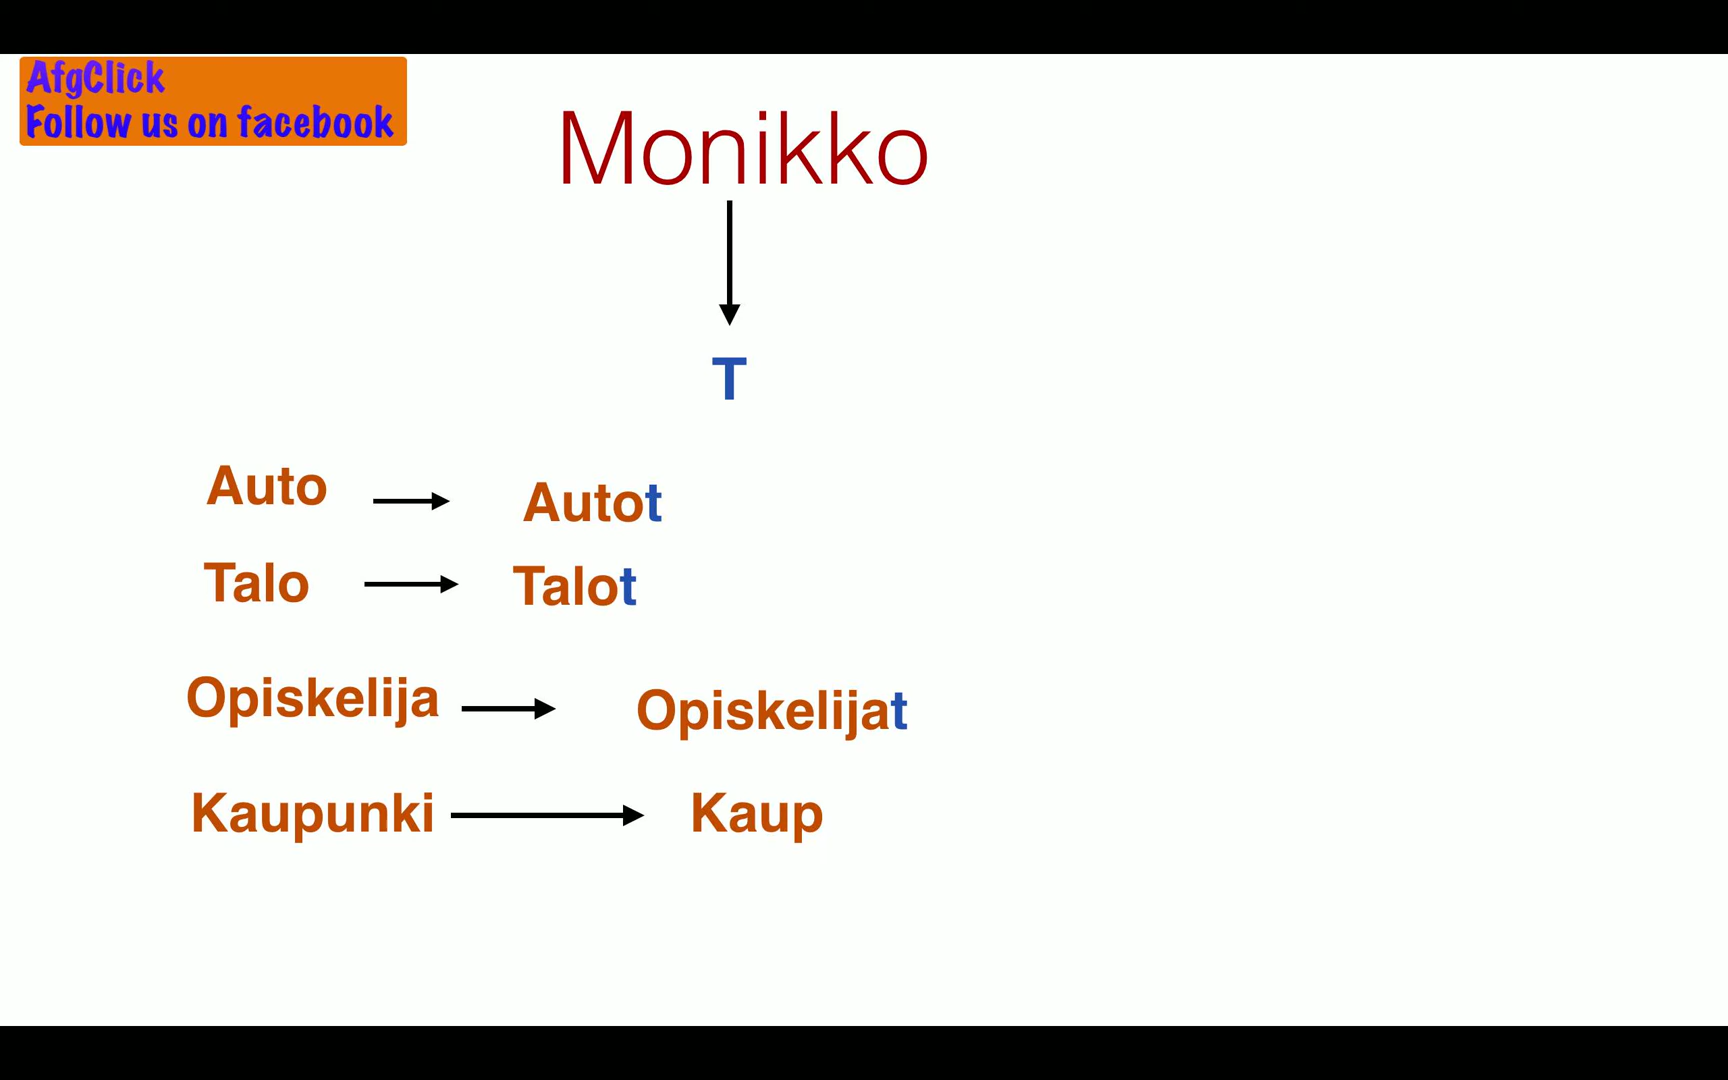 AfgClick
Follow us on facebook
Monikko
T
Auto Autot
Talo Talot
Opiskelija Opiskelijat
Kaupunki Kaup